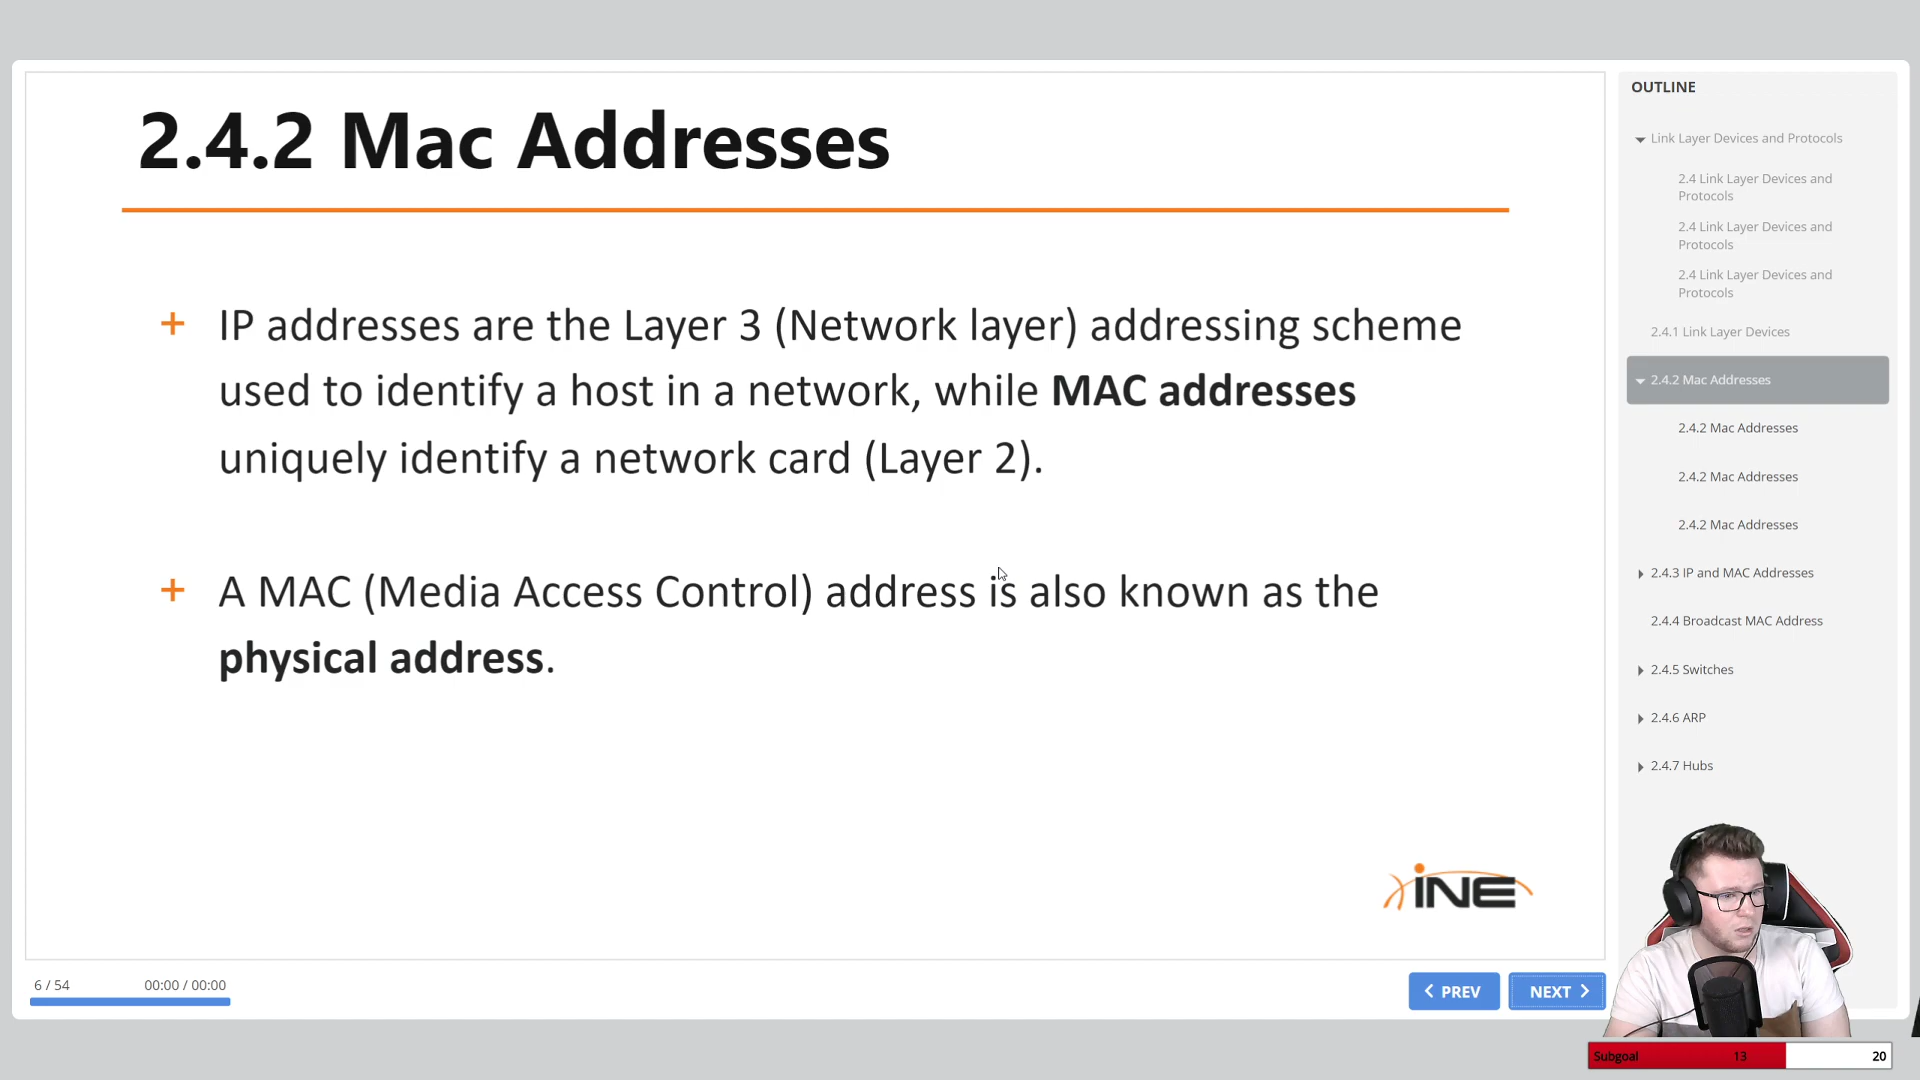 2.4.2 Mac Addresses
+ IP addresses are the Layer 3 (Network layer) addressing scheme
used to identify a host in a network, while MAC addresses
uniquely identify a network card (Layer 2).
+ A MAC (Media Access Control) address is also known as the
physical address.
INE
6 / 54
00:00 / 00:00
PREV
NEXT
OUTLINE
Link Layer Devices and Protocols
2.4 Link Layer Devices and
Protocols
2.4 Link Layer Devices and
Protocols
2.4 Link Layer Devices and
Protocols
2.4.1 Link Layer Devices
2.4.2 Mac Addresses
2.4.2 Mac Addresses
2.4.2 Mac Addresses
2.4.2 Mac Addresses
2.4.3 IP and MAC Addresses
2.4.4 Broadcast MAC Address
2.4.5 Switches
2.4.6 ARP
2.4.7 Hubs
Subgoal 13 20